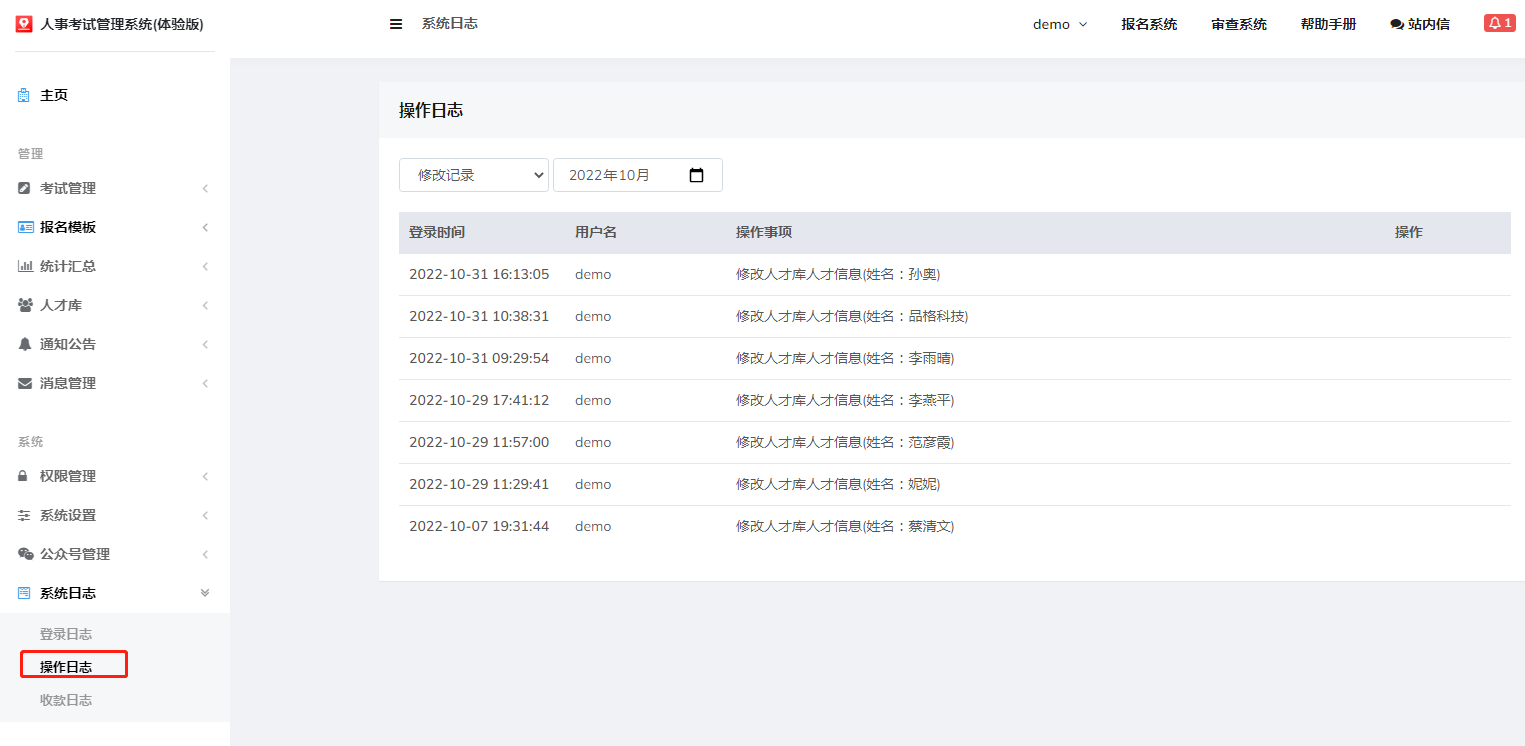 人事考试管理系统(体验版)
系统日志
demo
报名系统
审查系统
帮助手册
站内信
1
主页
管理
考试管理
报名模板
统计汇总
人才库
通知公告
消息管理
系统
权限管理
系统设置
公众号管理
系统日志
登录日志
操作日志
收款日志
操作日志
修改记录
2022年10月
登录时间 用户名 操作事项 操作
2022-10-31 16:13:05 demo 修改人才库人才信息(姓名：孙奥)
2022-10-31 10:38:31 demo 修改人才库人才信息(姓名：品格科技)
2022-10-31 09:29:54 demo 修改人才库人才信息(姓名：李雨晴)
2022-10-29 17:41:12 demo 修改人才库人才信息(姓名：李燕平)
2022-10-29 11:57:00 demo 修改人才库人才信息(姓名：范彦霞)
2022-10-29 11:29:41 demo 修改人才库人才信息(姓名：妮妮)
2022-10-07 19:31:44 demo 修改人才库人才信息(姓名：蔡清文)